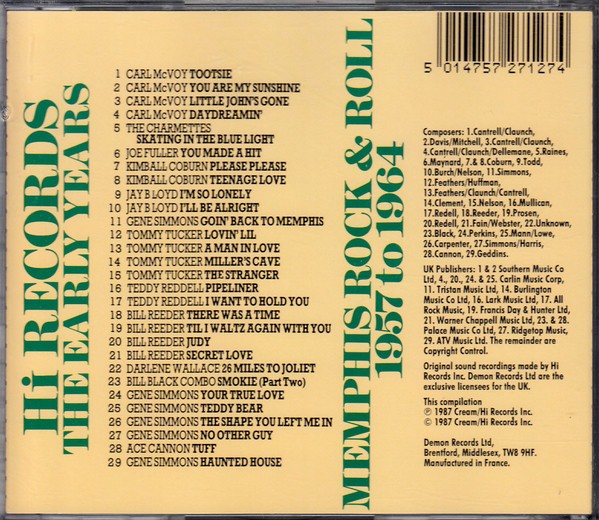 Hi RECORDS
THE EARLY YEARS
1 CARL McVOY TOOTSIE
2 CARL McVOY YOU ARE MY SUNSHINE
3 CARL McVOY LITTLE JOHN'S GONE
4 CARL McVOY DAYDREAMIN'
5 THE CHARMETTES
SKATING IN THE BLUE LIGHT
6 JOE FULLER YOU MADE A HIT
7 KIMBALL COBURN PLEASE PLEASE
8 KIMBALL COBURN TEENAGE LOVE
9 JAY B LOYD I'M SO LONELY
10 JAY B LOYD I'LL BE ALRIGHT
11 GENE SIMMONS GOIN' BACK TO MEMPHIS
12 TOMMY TUCKER LOVIN' LIL
13 TOMMY TUCKER A MAN IN LOVE
14 TOMMY TUCKER MILLER'S CAVE
15 TOMMY TUCKER THE STRANGER
16 TEDDY REDDELL PIPELINER
17 TEDDY REDDELL I WANT TO HOLD YOU
18 BILL REEDER THERE WAS A TIME
19 BILL REEDER TIL I WALTZ AGAIN WITH YOU
20 BILL REEDER JUDY
21 BILL REEDER SECRET LOVE
22 DARLENE WALLACE 26 MILES TO JOLIET
23 BILL BLACK COMBO SMOKIE (Part Two)
24 GENE SIMMONS YOUR TRUE LOVE
25 GENE SIMMONS TEDDY BEAR
26 GENE SIMMONS THE SHAPE YOU LEFT ME IN
27 GENE SIMMONS NO OTHER GUY
28 ACE CANNON TUFF
29 GENE SIMMONS HAUNTED HOUSE
MEMPHIS ROCK & ROLL
1957 to 1964
5 014757 271274
Composers: 1.Cantrell/Claunch,
2.Davis/Mitchell, 3.Cantrell/Claunch,
4.Cantrell/Claunch/Dellemane, 5.Raines,
6.Maynard, 7.& 8.Coburn, 9.Todd,
10.Burch/Nelson, 11.Simmons,
12.Feathers/Huffman,
13.Feathers/Claunch/Cantrell,
14.Clement, 15.Nelson, 16.Mullican,
17.Redell, 18.Reeder, 19.Prosen,
20.Redell, 21.Fain/Webster, 22.Unknown,
23.Black, 24.Perkins, 25.Mann/Lowe,
26.Carpenter, 27.Simmons/Harris,
28.Cannon, 29.Geddins.
UK Publishers: 1 & 2 Southern Music Co
Ltd, 4., 20., 24. & 25. Carlin Music Corp,
11. Tristan Music Ltd, 14. Burlington
Music Co Ltd, 16. Lark Music Ltd, 17. All
Rock Music, 19. Francis Day & Hunter Ltd,
21. Warner Chappell Music Ltd, 23. & 28.
Palace Music Co Ltd, 27. Ridgetop Music,
29. ATV Music Ltd. The remainder are
Copyright Control.
Original sound recordings made by Hi
Records Inc. Demon Records Ltd are the
exclusive licensees for the UK.
This compilation
℗ 1987 Cream/Hi Records Inc.
© 1987 Cream/Hi Records Inc.
Demon Records Ltd,
Brentford, Middlesex, TW8 9HF.
Manufactured in France.